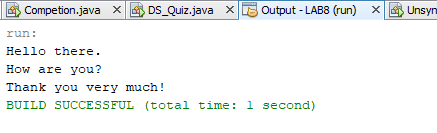 Competion.java DS_Quiz.java Output - LAB8 (run) Unsyn
run:
Hello there.
How are you?
Thank you very much!
BUILD SUCCESSFUL (total time: 1 second)